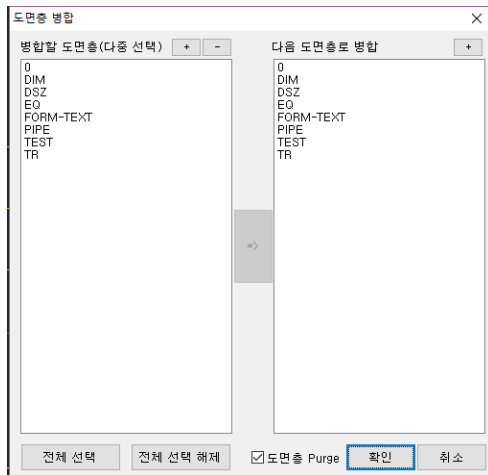 도면층 병합
병합할 도면층(다중 선택) + -
0
DIM
DSZ
EQ
FORM-TEXT
PIPE
TEST
TR
=>
다음 도면층로 병합 +
0
DIM
DSZ
EQ
FORM-TEXT
PIPE
TEST
TR
전체 선택 전체 선택 해제 도면층 Purge 확인 취소